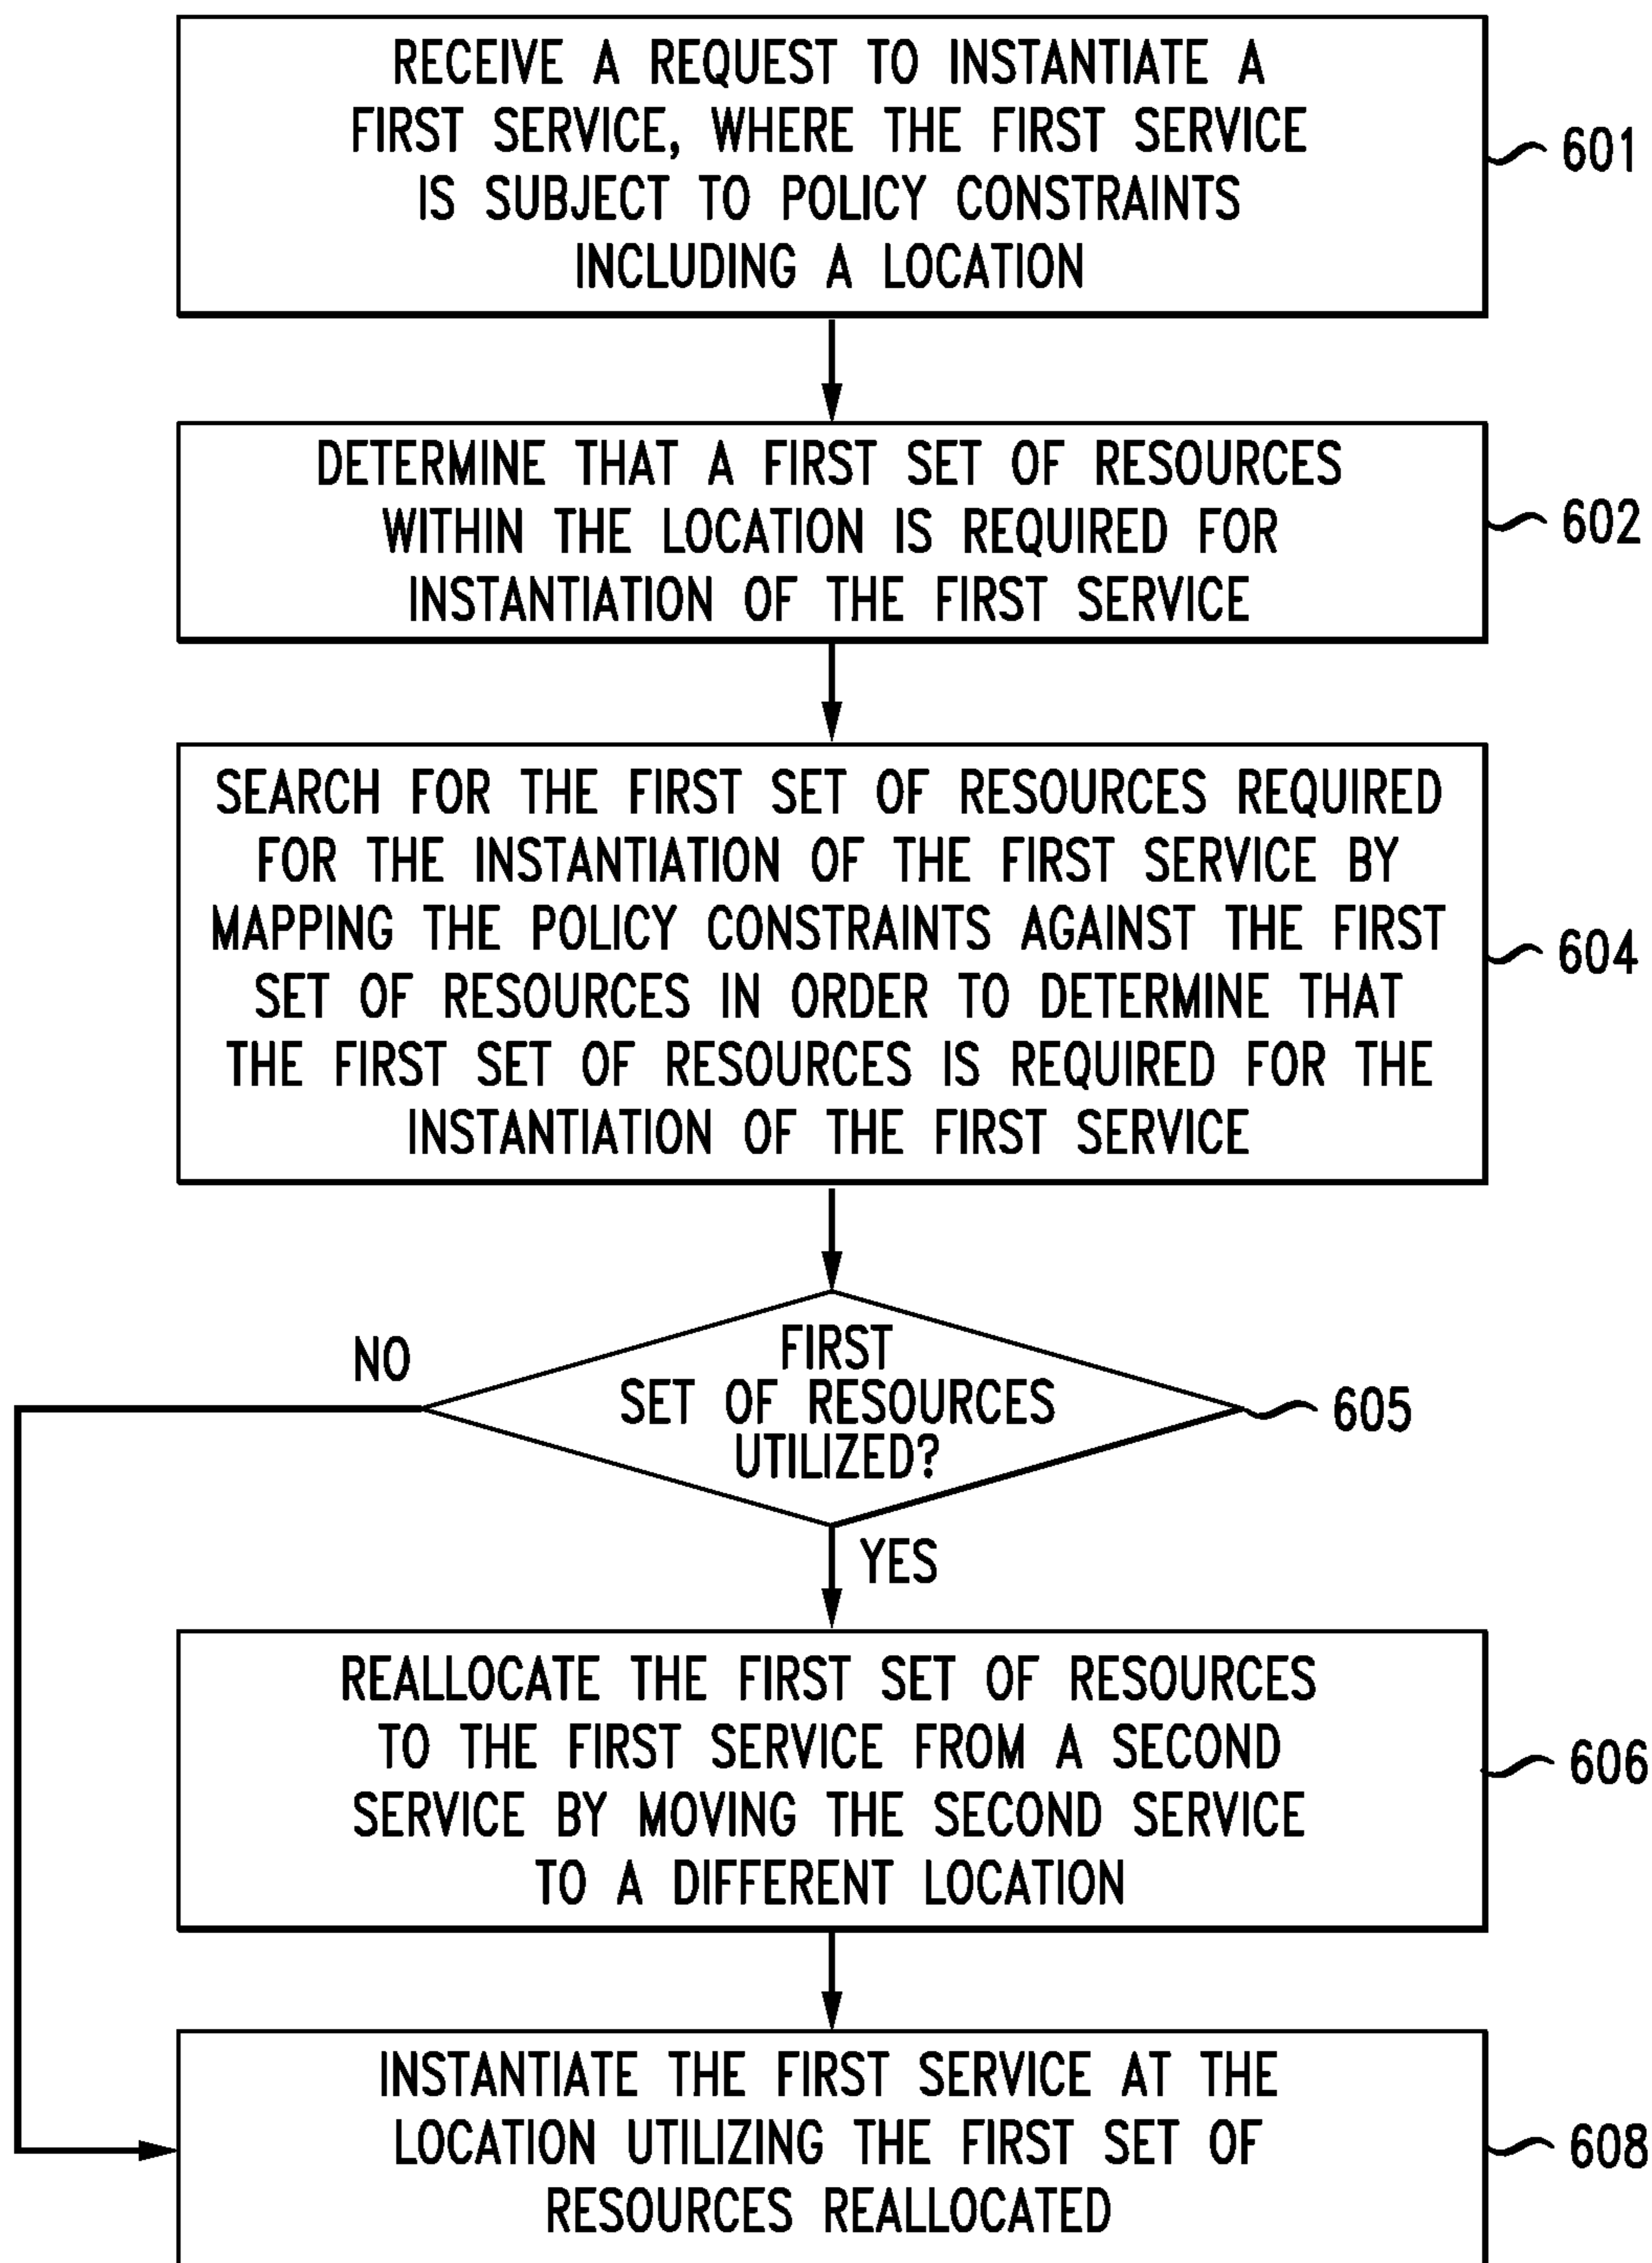 RECEIVE A REQUEST TO INSTANTIATE A
FIRST SERVICE, WHERE THE FIRST SERVICE
IS SUBJECT TO POLICY CONSTRAINTS
INCLUDING A LOCATION
601
DETERMINE THAT A FIRST SET OF RESOURCES
WITHIN THE LOCATION IS REQUIRED FOR
INSTANTIATION OF THE FIRST SERVICE
602
SEARCH FOR THE FIRST SET OF RESOURCES REQUIRED
FOR THE INSTANTIATION OF THE FIRST SERVICE BY
MAPPING THE POLICY CONSTRAINTS AGAINST THE FIRST
SET OF RESOURCES IN ORDER TO DETERMINE THAT
THE FIRST SET OF RESOURCES IS REQUIRED FOR THE
INSTANTIATION OF THE FIRST SERVICE
604
NO
FIRST
SET OF RESOURCES
UTILIZED?
605
YES
REALLOCATE THE FIRST SET OF RESOURCES
TO THE FIRST SERVICE FROM A SECOND
SERVICE BY MOVING THE SECOND SERVICE
TO A DIFFERENT LOCATION
606
INSTANTIATE THE FIRST SERVICE AT THE
LOCATION UTILIZING THE FIRST SET OF
RESOURCES REALLOCATED
608